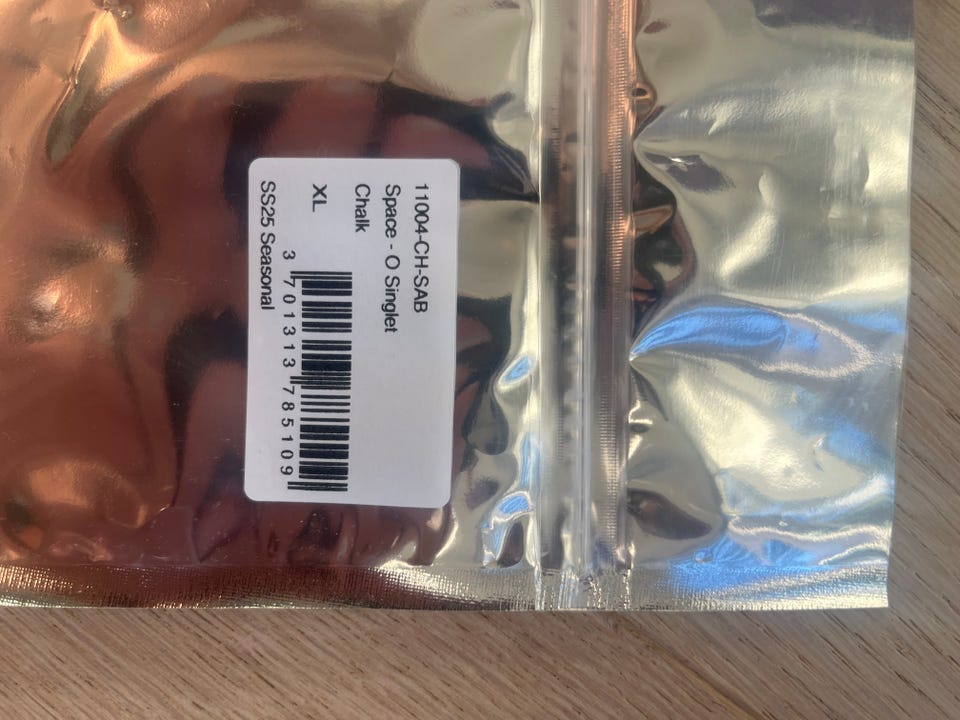 11004-CH-SAB
Space - O Singlet
Chalk
XL
3 701313 785109
SS25 Seasonal